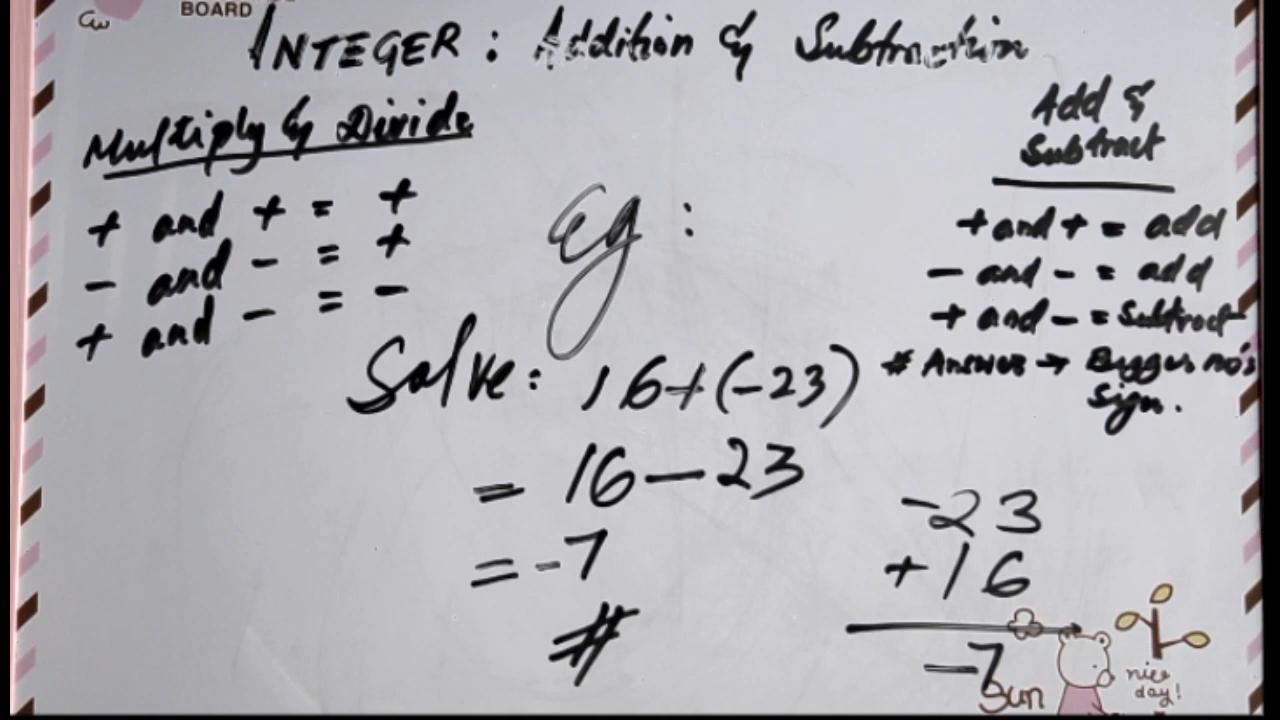 BOARD
INTEGER : Addition & Subtraction
Multiply & Divide
+ and + = +
- and - = +
+ and - = -
Add &
Subtract
+ and + = add
- and - = add
+ and - = Subtract
# Answer → Bigger no's
Sign.
Eg :
Solve: 16+(-23)
= 16-23
= -7
#
-23
+16
-7
Sun
nice
day!